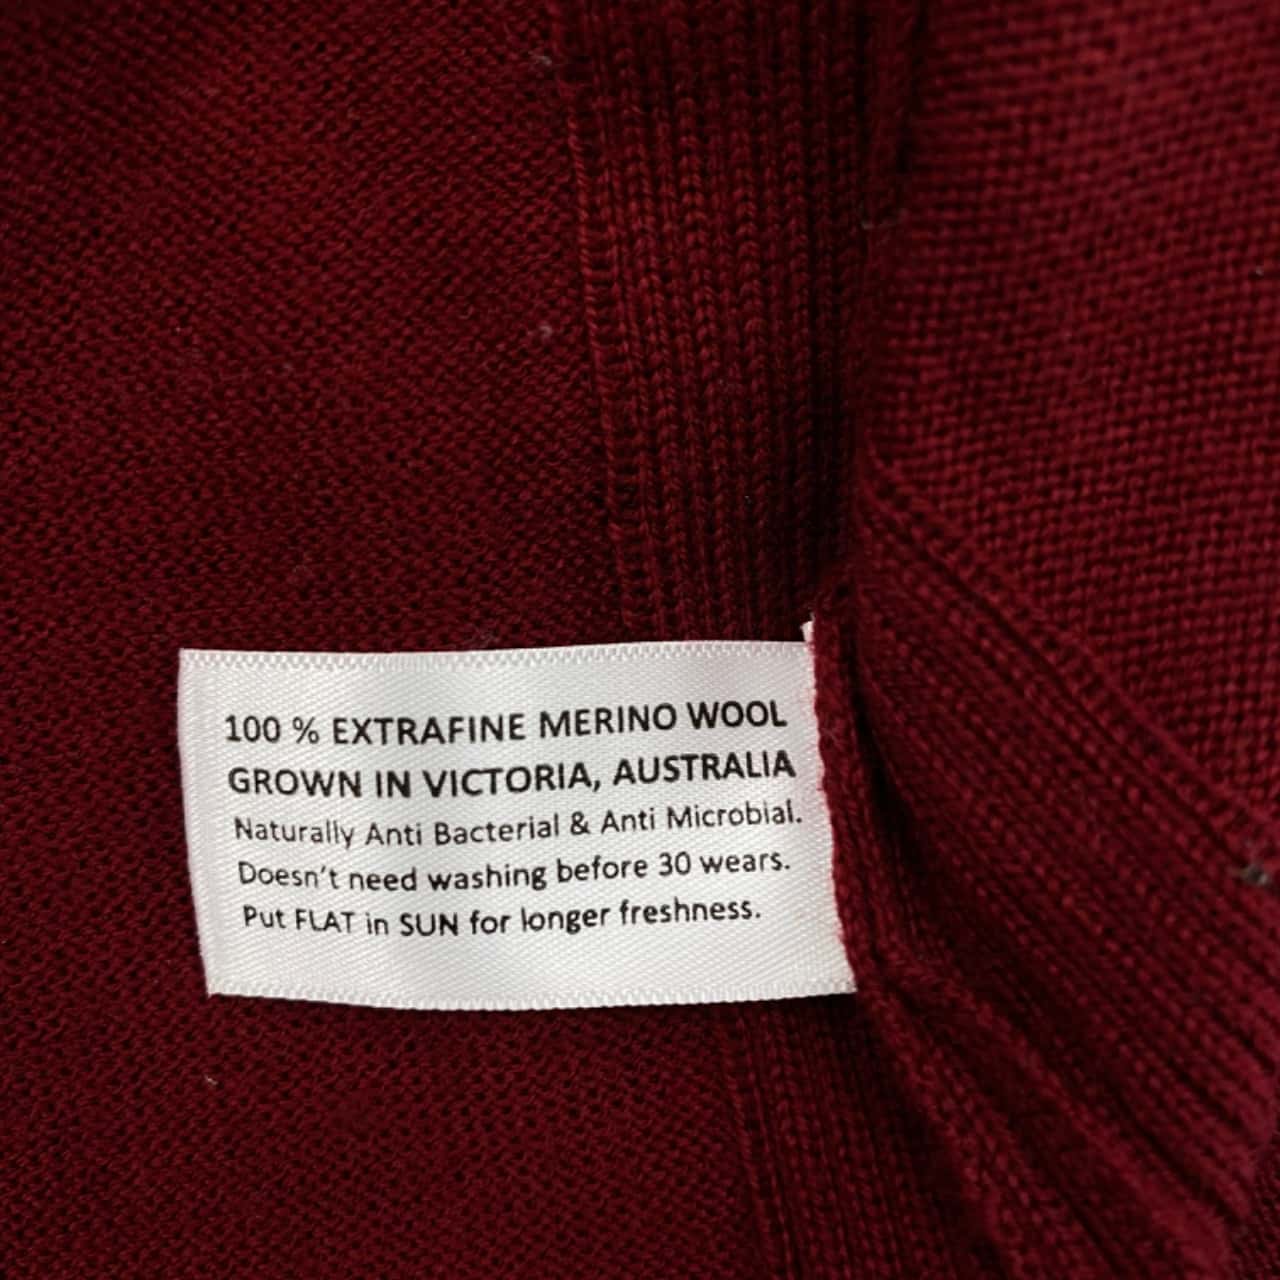 100 % EXTRAFINE MERINO WOOL
GROWN IN VICTORIA, AUSTRALIA
Naturally Anti Bacterial & Anti Microbial.
Doesn't need washing before 30 wears.
Put FLAT in SUN for longer freshness.